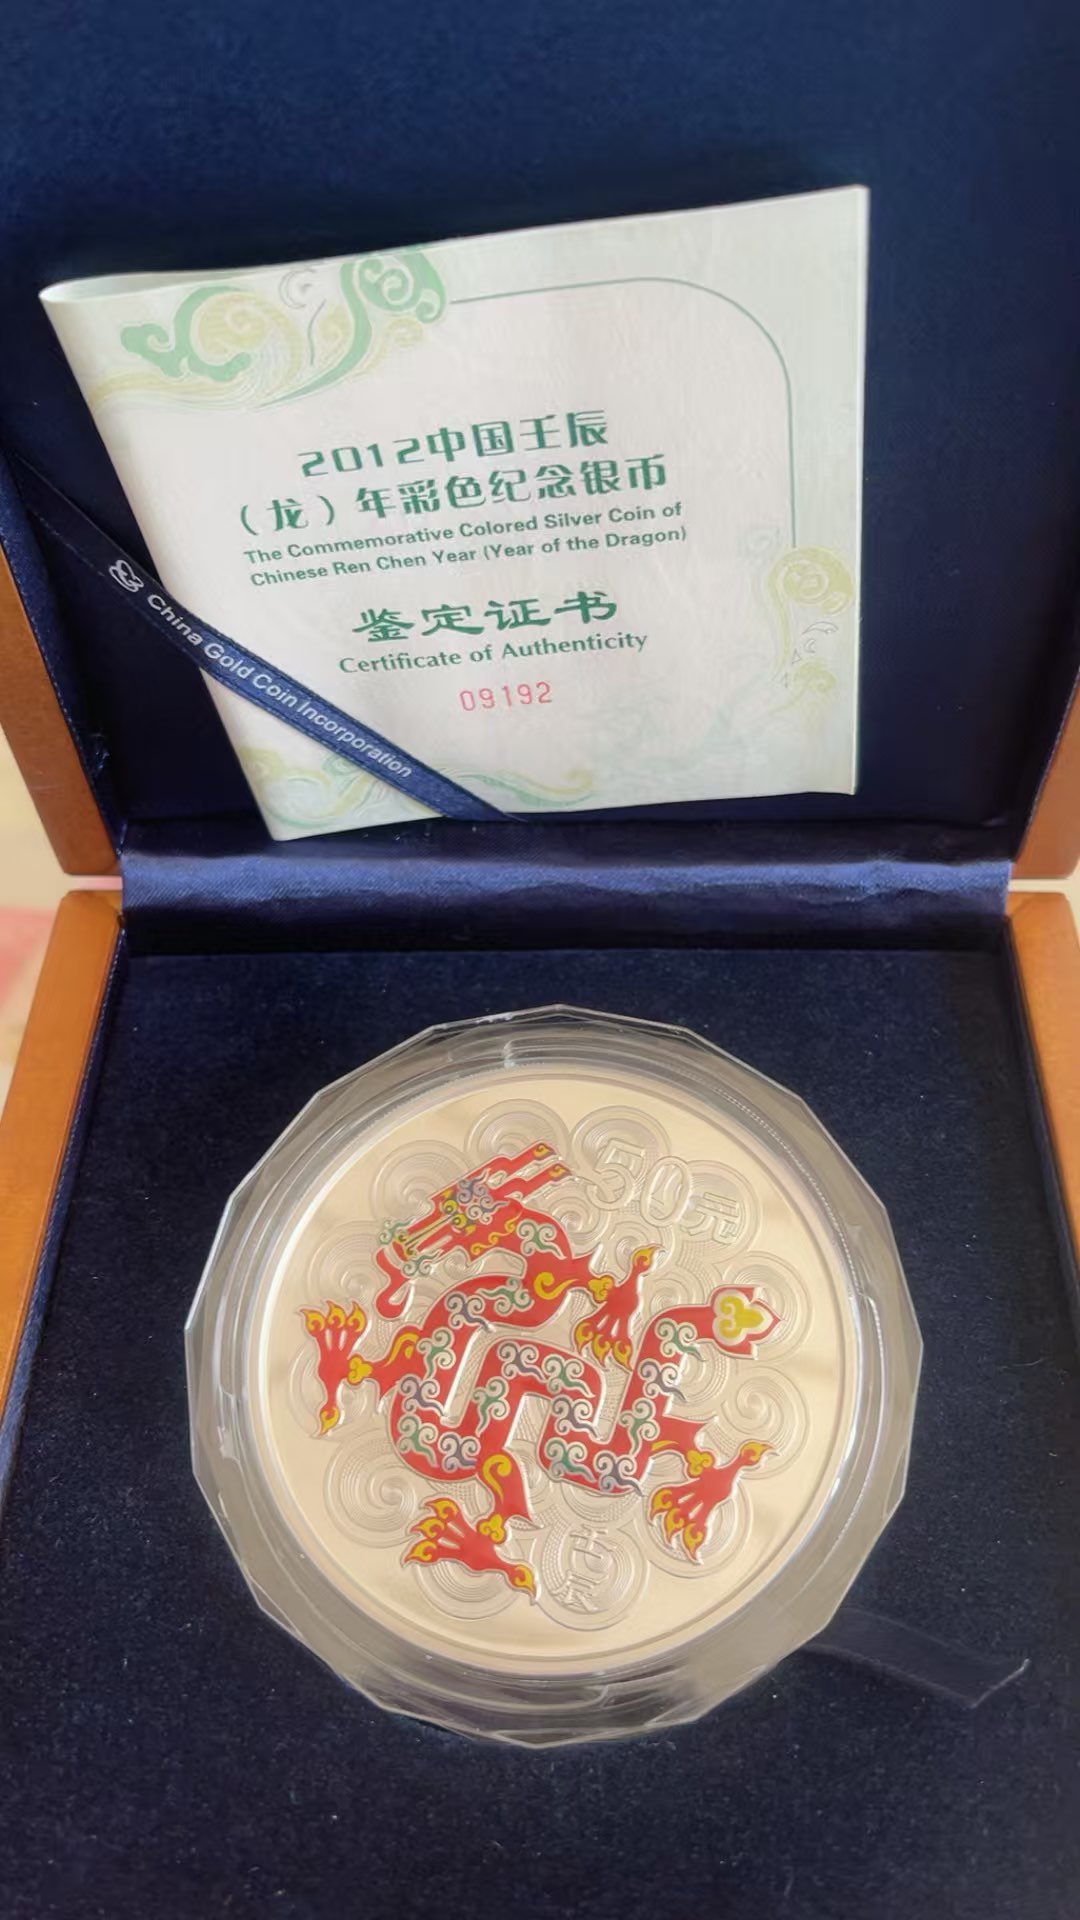 2012中国壬辰
（龙）年彩色纪念银币
The Commemorative Colored Silver Coin of
Chinese Ren Chen Year (Year of the Dragon)
鉴定证书
Certificate of Authenticity
09192
China Gold Coin Incorporation
50元